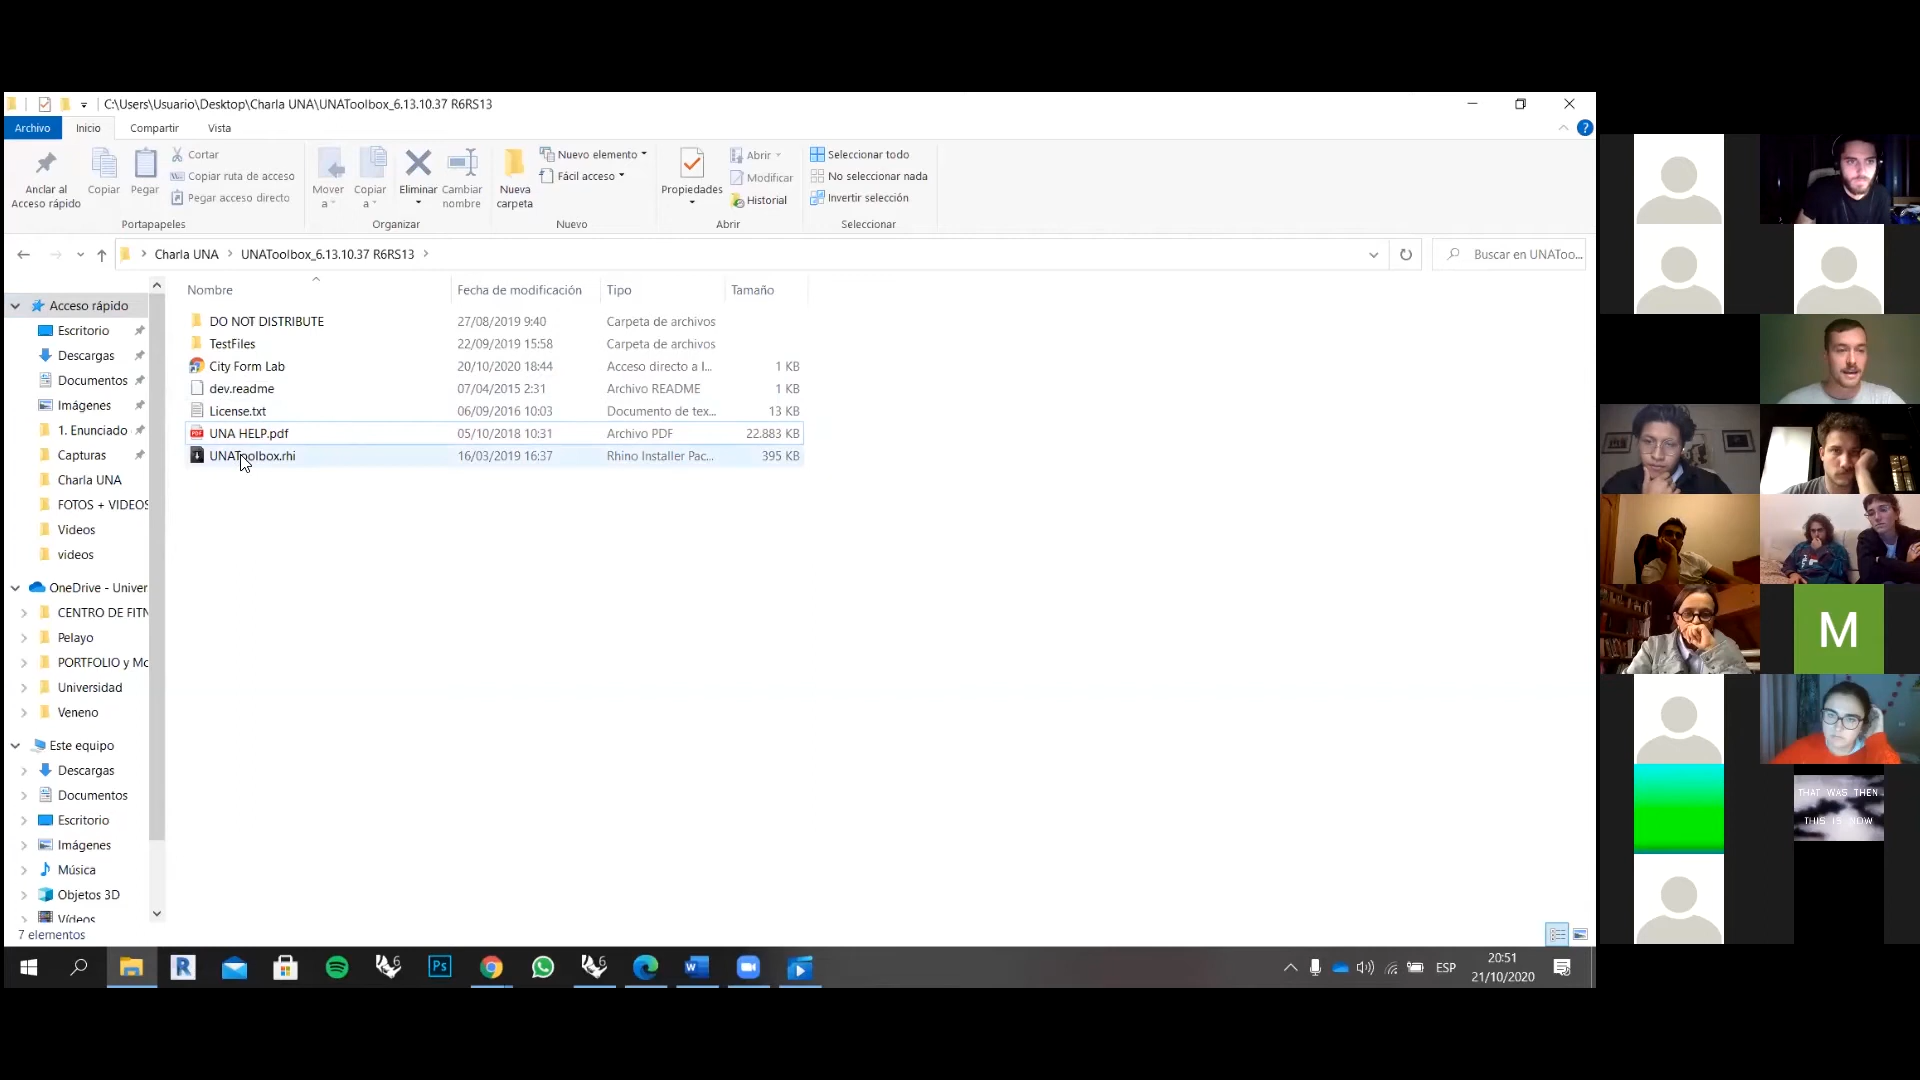 C:\Users\Usuario\Desktop\Charla UNA\UNAToolbox_6.13.10.37 R6RS13
Archivo
Inicio
Compartir
Vista
Anclar al
Acceso rápido
Copiar
Pegar
Cortar
Copiar ruta de acceso
Pegar acceso directo
Portapapeles
Mover
a
Copiar
a
Eliminar
Cambiar
nombre
Organizar
Nueva
carpeta
Nuevo elemento
Fácil acceso
Nuevo
Propiedades
Abrir
Modificar
Historial
Abrir
Seleccionar todo
No seleccionar nada
Invertir selección
Seleccionar
Charla UNA
UNAToolbox_6.13.10.37 R6RS13
Buscar en UNAToo...
Nombre
Fecha de modificación
Tipo
Tamaño
DO NOT DISTRIBUTE 27/08/2019 9:40 Carpeta de archivos
TestFiles 22/09/2019 15:58 Carpeta de archivos
City Form Lab 20/10/2020 18:44 Acceso directo a I... 1 KB
dev.readme 07/04/2015 2:31 Archivo README 1 KB
License.txt 06/09/2016 10:03 Documento de tex... 13 KB
UNA HELP.pdf 05/10/2018 10:31 Archivo PDF 22.883 KB
UNAToolbox.rhi 16/03/2019 16:37 Rhino Installer Pac... 395 KB
Acceso rápido
Escritorio
Descargas
Documentos
Imágenes
1. Enunciado
Capturas
Charla UNA
FOTOS + VIDEOS
Videos
videos
OneDrive - Univer
CENTRO DE FITN
Pelayo
PORTFOLIO y Mo
Universidad
Veneno
Este equipo
Descargas
Documentos
Escritorio
Imágenes
Música
Objetos 3D
Vídeos
7 elementos
R
6
Ps
6
W
ESP
20:51
21/10/2020
M
THAT WAS THEN
THIS IS NOW